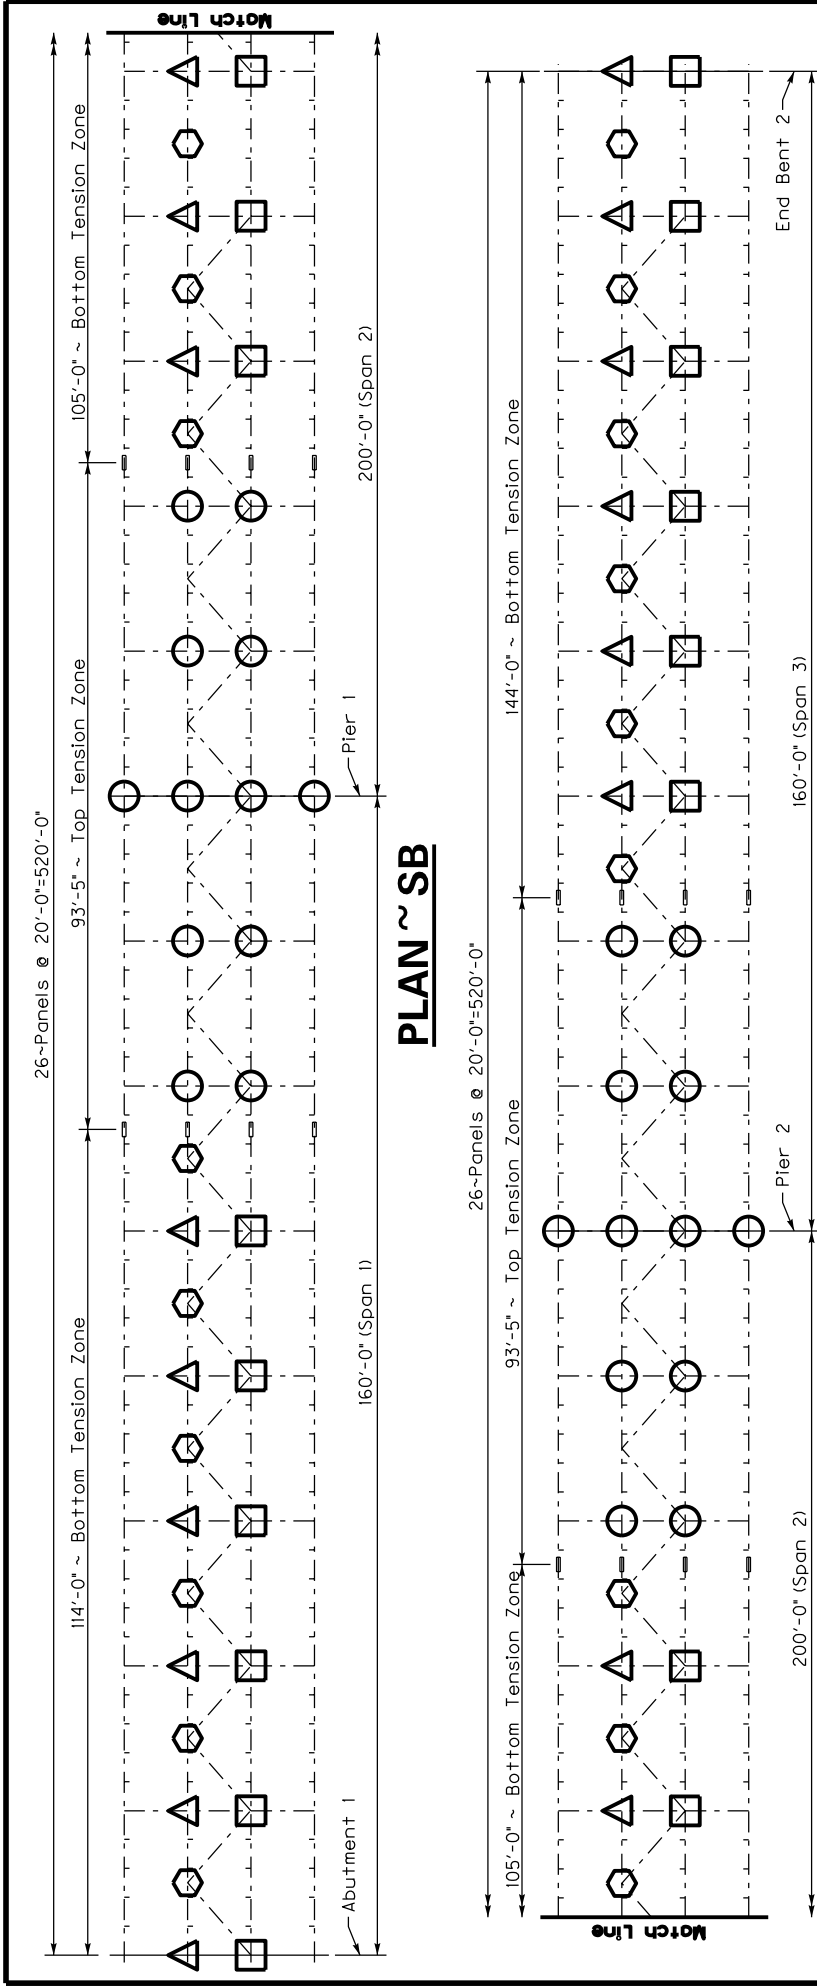 Match Line
26~Panels @ 20'-0"=520'-0"
114'-0" ~ Bottom Tension Zone
93'-5" ~ Top Tension Zone
105'-0" ~ Bottom Tension Zone
Abutment 1
160'-0" (Span 1)
Pier 1
200'-0" (Span 2)
PLAN ~ SB
26~Panels @ 20'-0"=520'-0"
105'-0" ~ Bottom Tension Zone
93'-5" ~ Top Tension Zone
144'-0" ~ Bottom Tension Zone
Match Line
Pier 2
End Bent 2
200'-0" (Span 2)
160'-0" (Span 3)